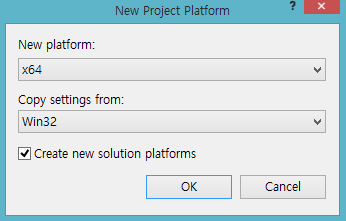 New Project Platform
?
New platform:
x64
Copy settings from:
Win32
Create new solution platforms
OK
Cancel